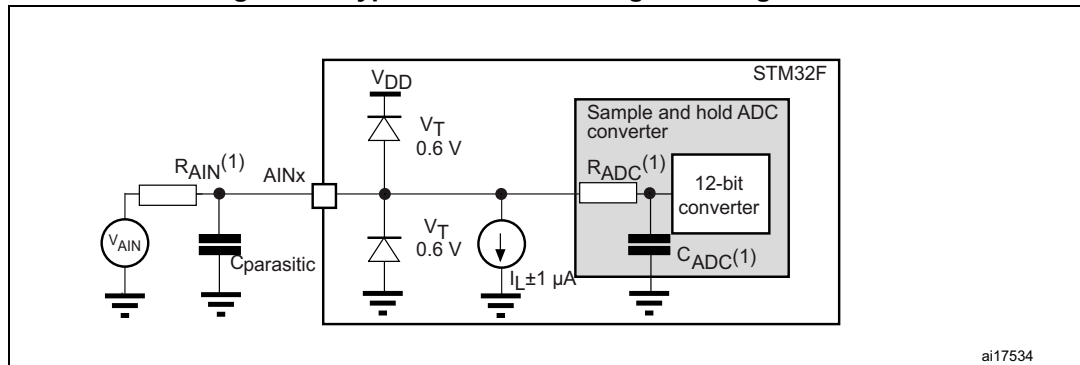 STM32F
VDD
VT
0.6 V
Sample and hold ADC
converter
RAIN(1)
AINx
RADC(1)
12-bit
converter
VAIN
Cparasitic
VT
0.6 V
IL±1 µA
CADC(1)
ai17534